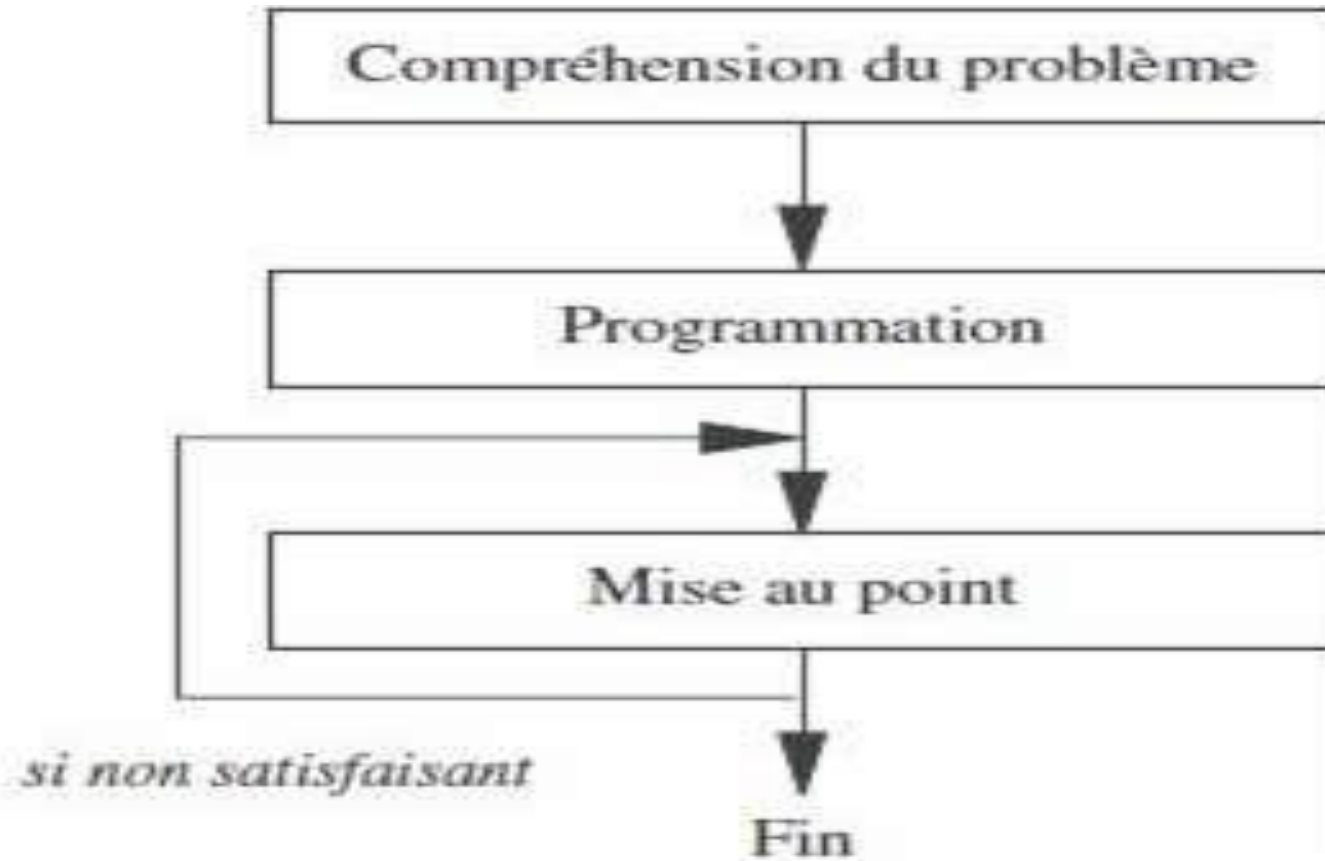 Compréhension du problème
Programmation
Mise au point
si non satisfaisant
Fin